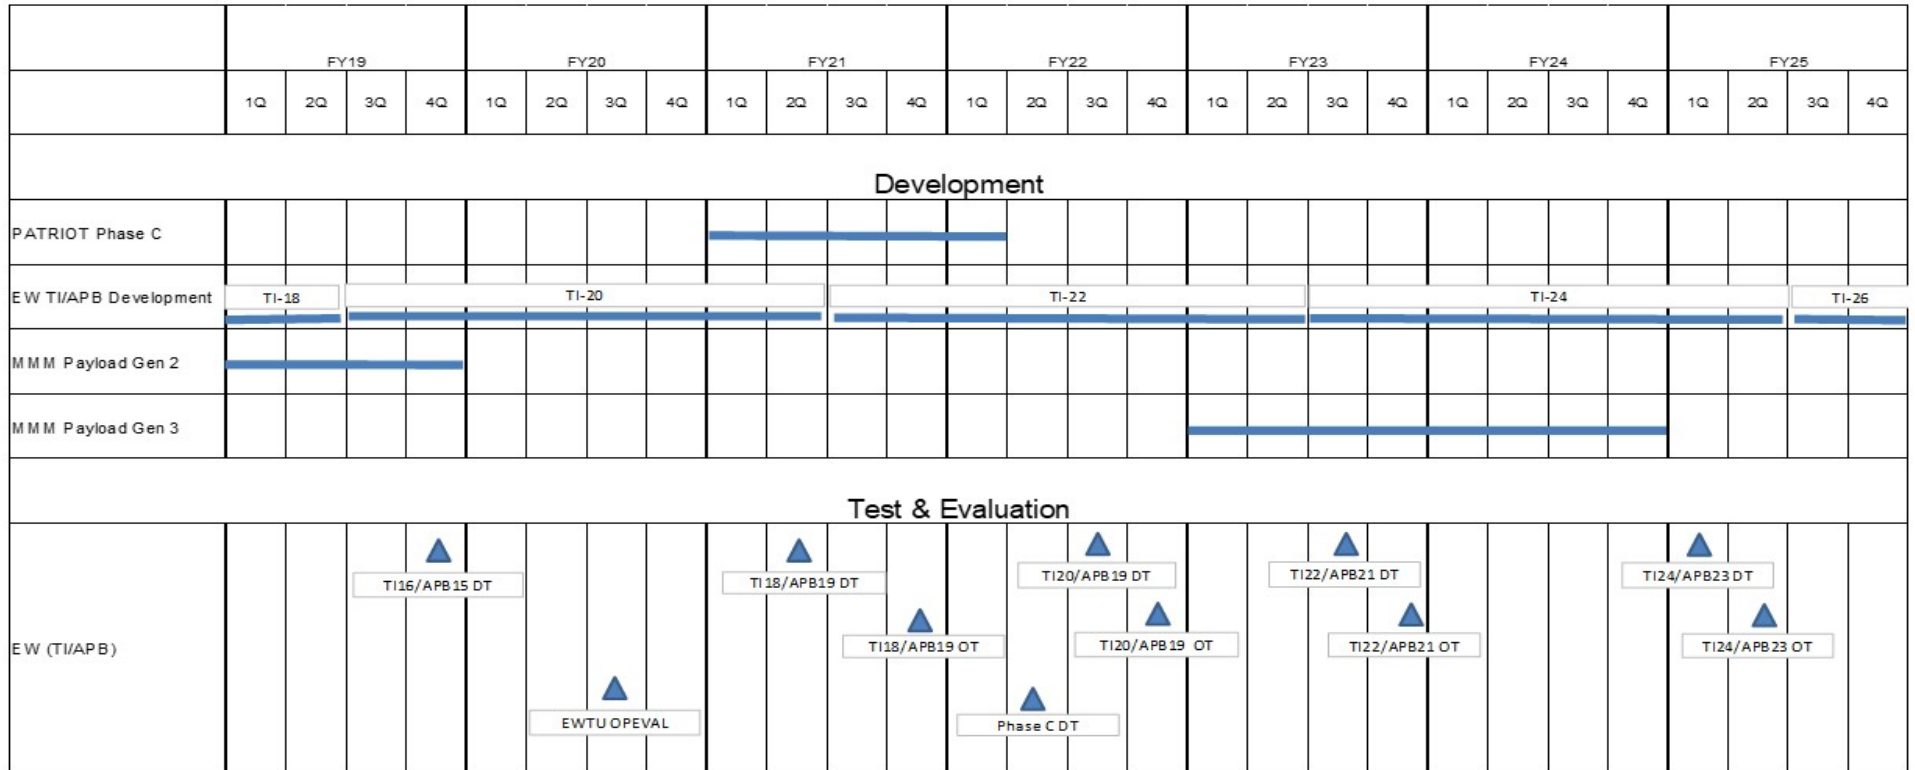 FY19 FY20 FY21 FY22 FY23 FY24 FY25
1Q 2Q 3Q 4Q 1Q 2Q 3Q 4Q 1Q 2Q 3Q 4Q 1Q 2Q 3Q 4Q 1Q 2Q 3Q 4Q 1Q 2Q 3Q 4Q 1Q 2Q 3Q 4Q
Development
PATRIOT Phase C
EW TI/APB Development TI-18 TI-20 TI-22 TI-24 TI-26
MMM Payload Gen 2
MMM Payload Gen 3
Test & Evaluation
TI16/APB15 DT TI18/APB19 DT TI20/APB19 DT TI22/APB21 DT TI24/APB23 DT
EW (TI/APB) TI18/APB19 OT TI20/APB19 OT TI22/APB21 OT TI24/APB23 OT
EWTU OPEVAL Phase C DT